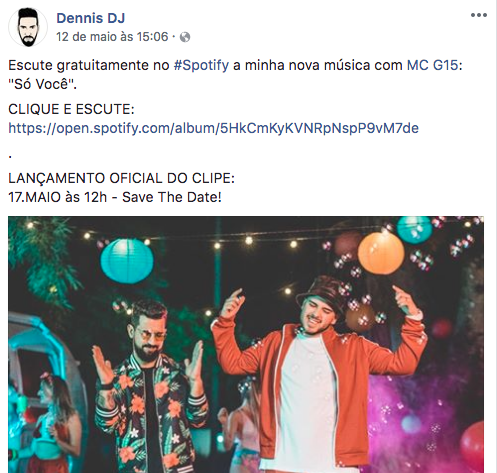 Dennis DJ
12 de maio às 15:06 ·
Escute gratuitamente no #Spotify a minha nova música com MC G15:
"Só Você".
CLIQUE E ESCUTE:
https://open.spotify.com/album/5HkCmKyKVNRpNspP9vM7de
.
LANÇAMENTO OFICIAL DO CLIPE:
17.MAIO às 12h - Save The Date!